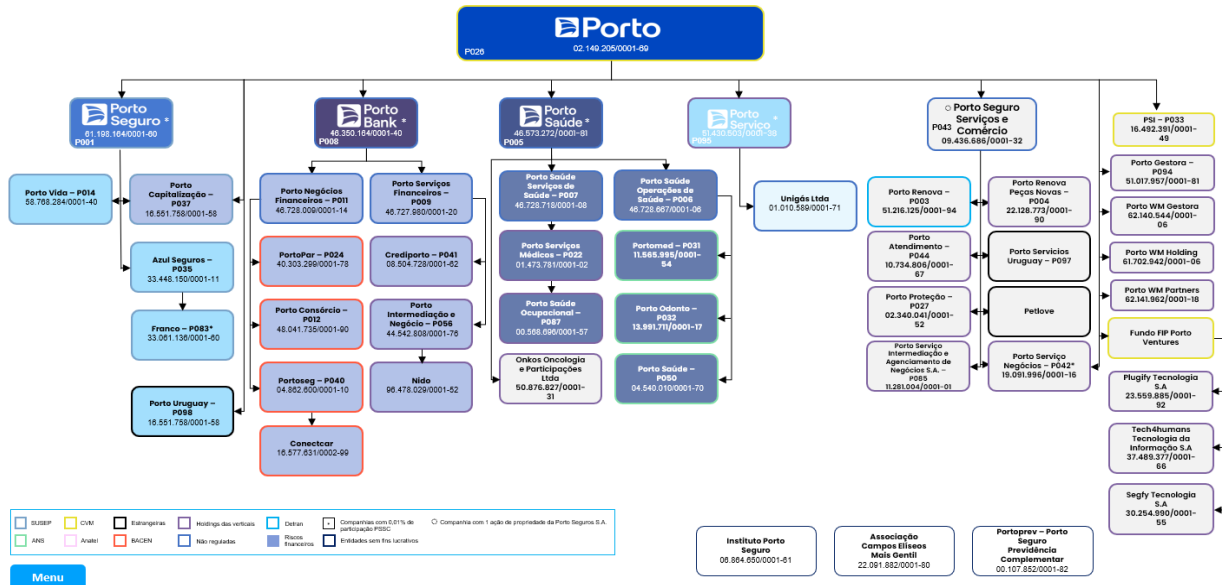 Porto
P026
02.149.205/0001-69
Porto
Seguro *
61.198.164/0001-60
P001
Porto
Bank *
46.350.164/0001-40
P008
Porto
Saúde *
46.573.272/0001-81
P005
Porto
Serviço *
51.430.503/0001-38
P055
○ Porto Seguro
Serviços e
Comércio
P043
09.436.686/0001-32
PSI – P033
16.492.391/0001-
49
Porto Vida – P014
58.768.284/0001-40
Porto
Capitalização –
P037
16.551.758/0001-58
Azul Seguros –
P035
33.448.150/0001-11
Franco – P083*
33.061.136/0001-60
Porto Uruguay –
P098
16.551.758/0001-58
Porto Negócios
Financeiros – P011
46.728.009/0001-14
PortoPar – P024
40.303.299/0001-78
Porto Consórcio –
P012
48.041.735/0001-90
Portoseg – P040
04.862.600/0001-10
Conectcar
16.577.631/0002-99
Porto Serviços
Financeiros –
P009
46.727.980/0001-20
Crediporto – P041
08.504.728/0001-62
Porto
Intermediação e
Negócio – P056
44.542.808/0001-76
Nido
96.478.029/0001-52
Porto Saúde
Serviços de
Saúde – P007
46.728.718/0001-08
Porto Serviços
Médicos – P022
01.473.781/0001-02
Porto Saúde
Ocupacional –
P087
00.568.696/0001-57
Onkos Oncologia
e Participações
Ltda
50.876.827/0001-
31
Porto Saúde
Operações de
Saúde – P006
46.728.667/0001-06
Portomed – P031
11.565.995/0001-
54
Porto Odonto –
P032
13.991.711/0001-17
Porto Saúde –
P050
04.540.010/0001-70
Unigás Ltda
01.010.589/0001-71
Porto Renova –
P003
51.216.125/0001-94
Porto
Atendimento –
P044
10.734.806/0001-
67
Porto Proteção –
P027
02.340.041/0001-
52
Porto Serviço
Intermediação e
Agenciamento de
Negócios S.A. –
P085
11.281.004/0001-01
Porto Renova
Peças Novas –
P004
22.128.773/0001-
90
Porto Servicios
Uruguay – P097
Petlove
Porto Serviço
Negócios – P042*
19.091.996/0001-16
Porto Gestora –
P094
51.017.957/0001-81
Porto WM Gestora
62.140.544/0001-
06
Porto WM Holding
61.702.942/0001-06
Porto WM Partners
62.141.962/0001-18
Fundo FIP Porto
Ventures
Plugify Tecnologia
S.A
23.559.885/0001-
92
Tech4humans
Tecnologia da
Informação S.A
37.489.377/0001-
66
Segfy Tecnologia
S.A
30.254.990/0001-
55
SUSEP
CVM
Estrangeiras
Holdings das verticais
Detran
* Companhias com 0,01% de
participação PSSC
○ Companhia com 1 ação de propriedade da Porto Seguros S.A.
ANS
Anatel
BACEN
Não reguladas
Riscos
financeiros
Entidades sem fins lucrativos
Instituto Porto
Seguro
06.864.650/0001-61
Associação
Campos Elíseos
Mais Gentil
22.091.882/0001-80
Portoprev – Porto
Seguro
Previdência
Complementar
00.107.852/0001-82
Menu